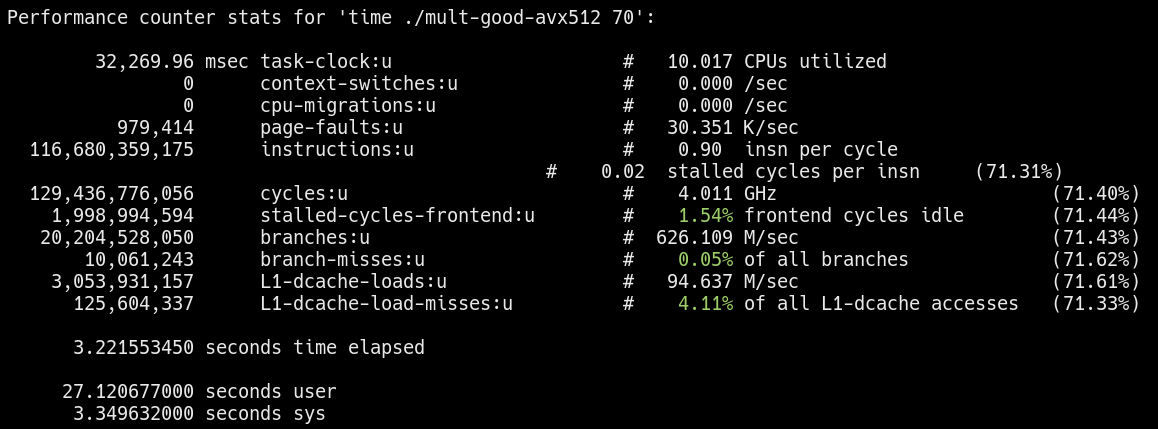 Performance counter stats for 'time ./mult-good-avx512 70':
32,269.96 msec task-clock:u # 10.017 CPUs utilized
0 context-switches:u # 0.000 /sec
0 cpu-migrations:u # 0.000 /sec
979,414 page-faults:u # 30.351 K/sec
116,680,359,175 instructions:u # 0.90 insn per cycle
# 0.02 stalled cycles per insn (71.31%)
129,436,776,056 cycles:u # 4.011 GHz (71.40%)
1,998,994,594 stalled-cycles-frontend:u # 1.54% frontend cycles idle (71.44%)
20,204,528,050 branches:u # 626.109 M/sec (71.43%)
10,061,243 branch-misses:u # 0.05% of all branches (71.62%)
3,053,931,157 L1-dcache-loads:u # 94.637 M/sec (71.61%)
125,604,337 L1-dcache-load-misses:u # 4.11% of all L1-dcache accesses (71.33%)
3.221553450 seconds time elapsed
27.120677000 seconds user
3.349632000 seconds sys